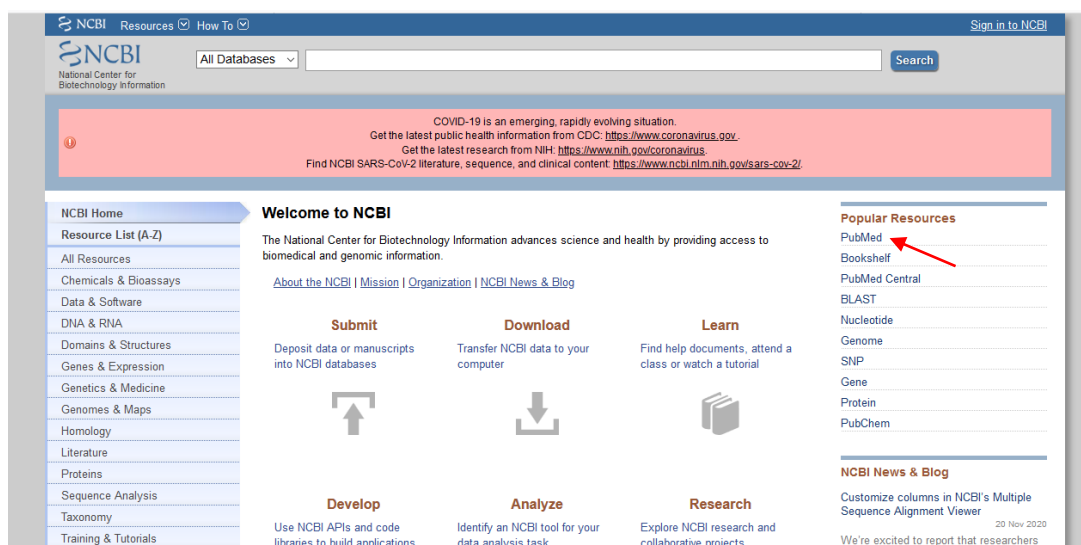 NCBI Resources How To Sign in to NCBI
NCBI
National Center for
Biotechnology Information
All Databases
Search
COVID-19 is an emerging, rapidly evolving situation.
Get the latest public health information from CDC: https://www.coronavirus.gov .
Get the latest research from NIH: https://www.nih.gov/coronavirus.
Find NCBI SARS-CoV-2 literature, sequence, and clinical content: https://www.ncbi.nlm.nih.gov/sars-cov-2/.
NCBI Home
Resource List (A-Z)
All Resources
Chemicals & Bioassays
Data & Software
DNA & RNA
Domains & Structures
Genes & Expression
Genetics & Medicine
Genomes & Maps
Homology
Literature
Proteins
Sequence Analysis
Taxonomy
Training & Tutorials
Welcome to NCBI
The National Center for Biotechnology Information advances science and health by providing access to
biomedical and genomic information.
About the NCBI | Mission | Organization | NCBI News & Blog
Submit
Deposit data or manuscripts
into NCBI databases
Download
Transfer NCBI data to your
computer
Learn
Find help documents, attend a
class or watch a tutorial
Develop
Use NCBI APIs and code
libraries to build applications
Analyze
Identify an NCBI tool for your
data analysis task
Research
Explore NCBI research and
collaborative projects
Popular Resources
PubMed
Bookshelf
PubMed Central
BLAST
Nucleotide
Genome
SNP
Gene
Protein
PubChem
NCBI News & Blog
Customize columns in NCBI's Multiple
Sequence Alignment Viewer
20 Nov 2020
We're excited to report that researchers